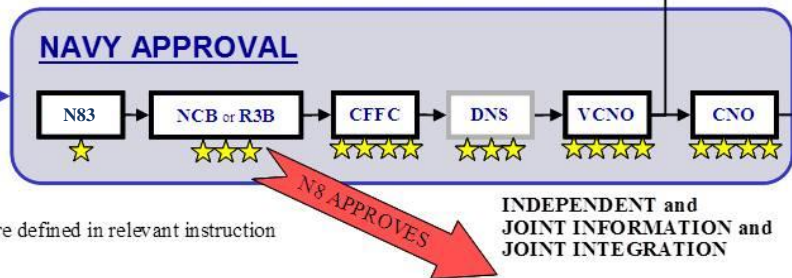 NAVY APPROVAL
N83
NCB or R3B
CFFC
DNS
VCNO
CNO
N8 APPROVES
INDEPENDENT and
JOINT INFORMATION and
JOINT INTEGRATION
defined in relevant instruction